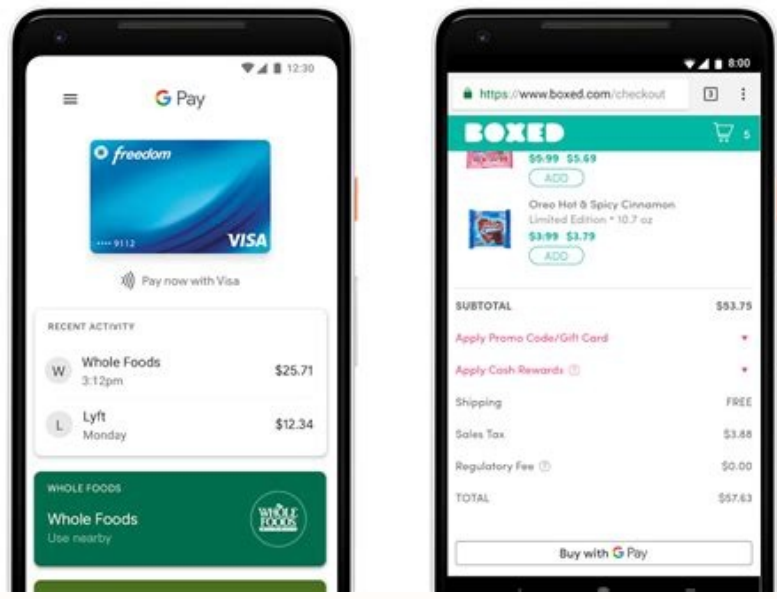 12:30
G Pay
freedom
•••• 9112
VISA
Pay now with Visa
RECENT ACTIVITY
W
Whole Foods
3:12pm
$25.71
L
Lyft
Monday
$12.34
WHOLE FOODS
Whole Foods
Use nearby
WHOLE
FOODS
8:00
https://www.boxed.com/checkout
3
BOXED
5
$5.99 $5.69
ADD
Oreo Hot & Spicy Cinnamon
Limited Edition • 10.7 oz
$3.99 $3.79
ADD
SUBTOTAL $53.75
Apply Promo Code/Gift Card
Apply Cash Rewards ?
Shipping FREE
Sales Tax $3.88
Regulatory Fee ? $0.00
TOTAL $57.63
Buy with G Pay